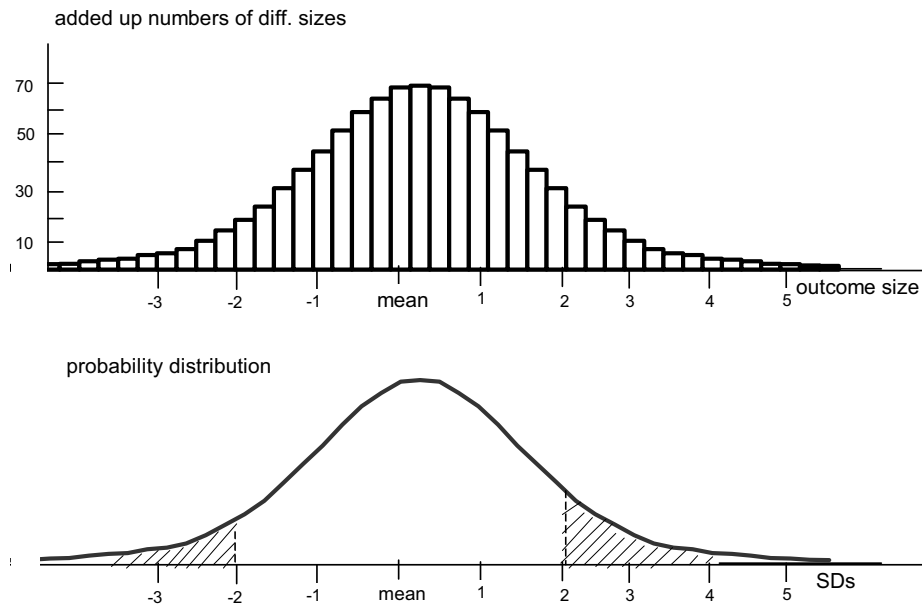 added up numbers of diff. sizes
70
50
30
10
-3 -2 -1 mean 1 2 3 4 5 outcome size
probability distribution
-3 -2 -1 mean 1 2 3 4 5 SDs